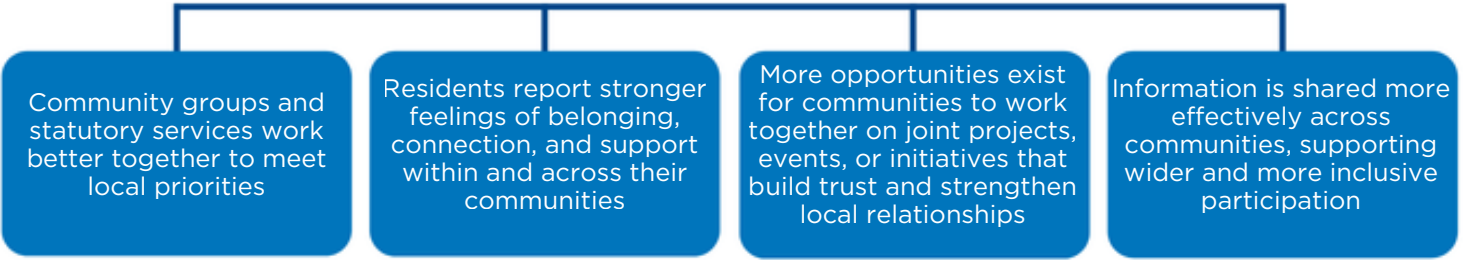 Community groups and
statutory services work
better together to meet
local priorities
Residents report stronger
feelings of belonging,
connection, and support
within and across their
communities
More opportunities exist
for communities to work
together on joint projects,
events, or initiatives that
build trust and strengthen
local relationships
Information is shared more
effectively across
communities, supporting
wider and more inclusive
participation